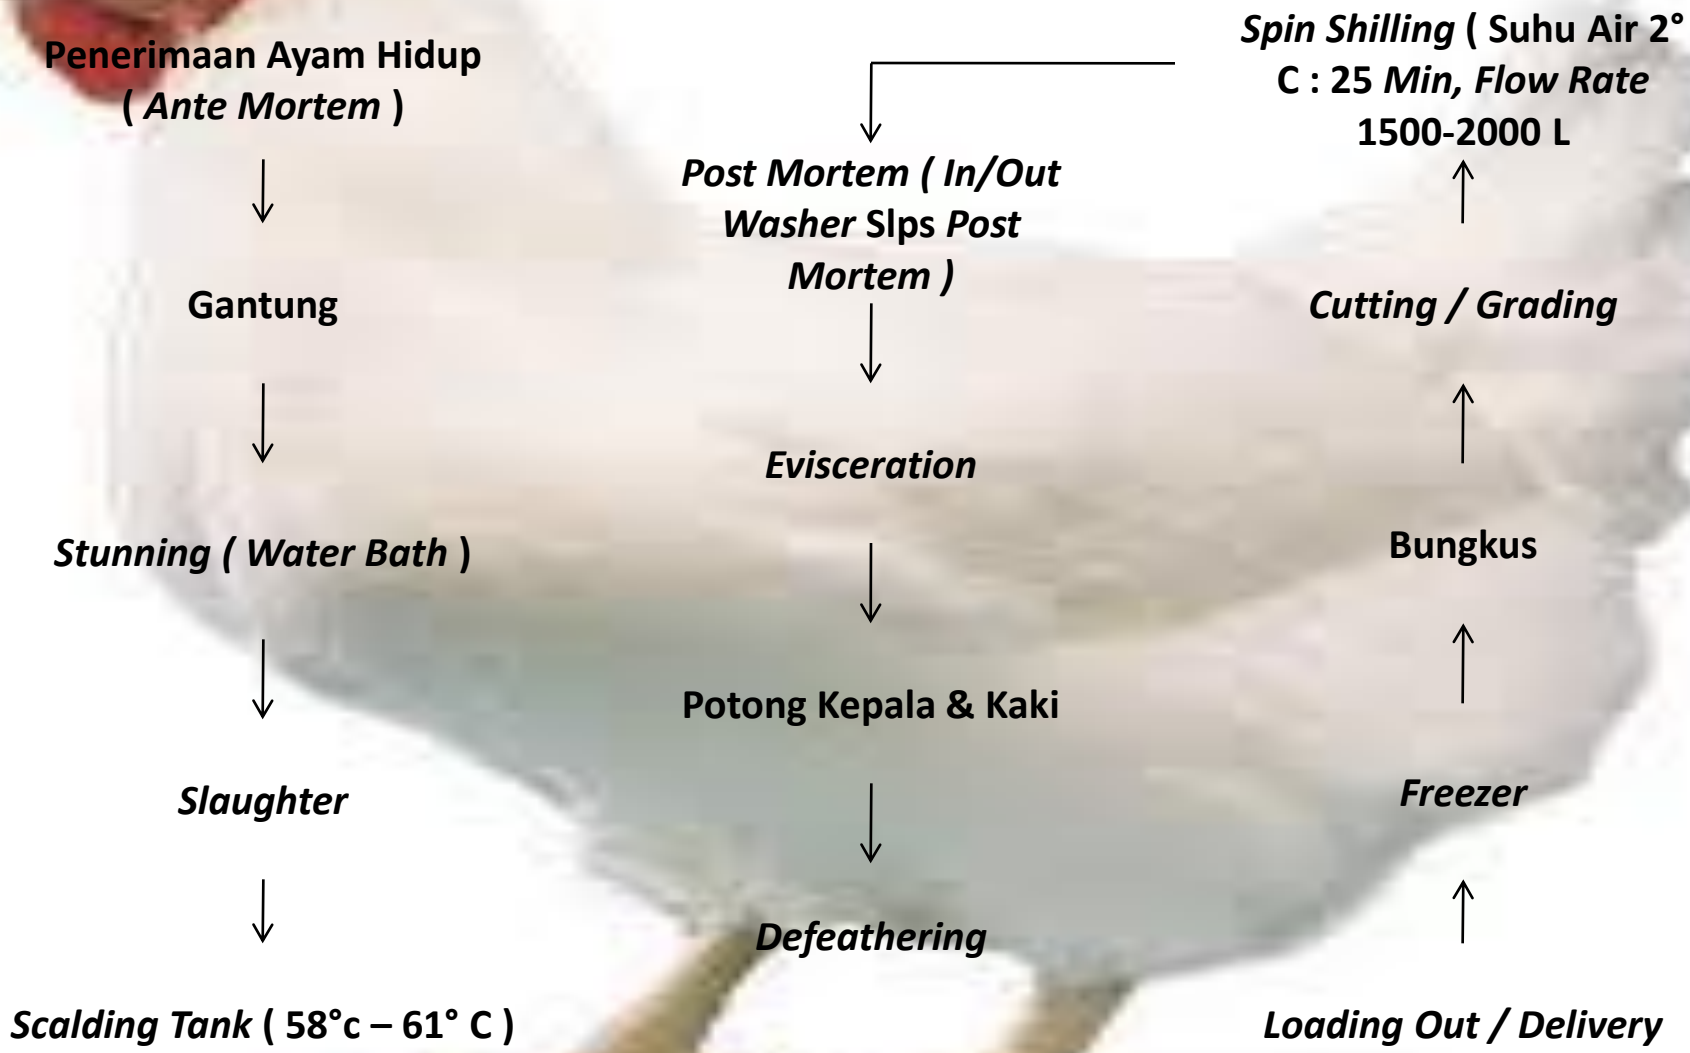 Penerimaan Ayam Hidup
( Ante Mortem )
Gantung
Stunning ( Water Bath )
Slaughter
Scalding Tank ( 58°c – 61° C )
Post Mortem ( In/Out
Washer Slps Post
Mortem )
Evisceration
Potong Kepala & Kaki
Defeathering
Spin Shilling ( Suhu Air 2°
C : 25 Min, Flow Rate
1500-2000 L
Cutting / Grading
Bungkus
Freezer
Loading Out / Delivery